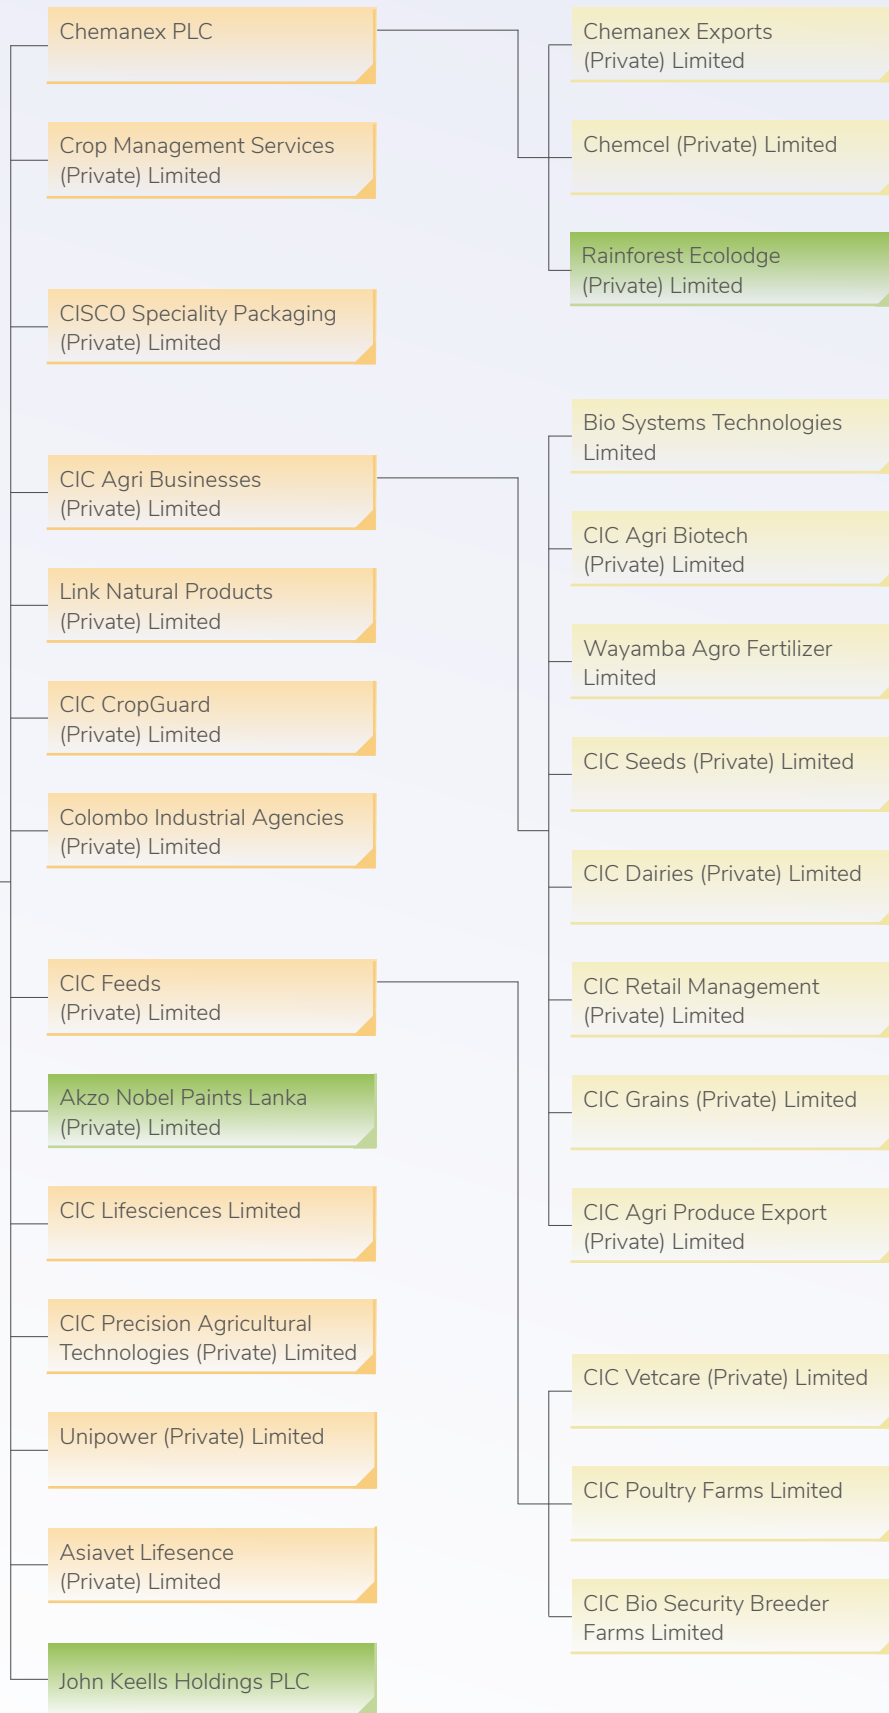 Chemanex PLC
Crop Management Services
(Private) Limited
CISCO Speciality Packaging
(Private) Limited
CIC Agri Businesses
(Private) Limited
Link Natural Products
(Private) Limited
CIC CropGuard
(Private) Limited
Colombo Industrial Agencies
(Private) Limited
CIC Feeds
(Private) Limited
Akzo Nobel Paints Lanka
(Private) Limited
CIC Lifesciences Limited
CIC Precision Agricultural
Technologies (Private) Limited
Unipower (Private) Limited
Asiavet Lifesence
(Private) Limited
John Keells Holdings PLC
Chemanex Exports
(Private) Limited
Chemcel (Private) Limited
Rainforest Ecolodge
(Private) Limited
Bio Systems Technologies
Limited
CIC Agri Biotech
(Private) Limited
Wayamba Agro Fertilizer
Limited
CIC Seeds (Private) Limited
CIC Dairies (Private) Limited
CIC Retail Management
(Private) Limited
CIC Grains (Private) Limited
CIC Agri Produce Export
(Private) Limited
CIC Vetcare (Private) Limited
CIC Poultry Farms Limited
CIC Bio Security Breeder
Farms Limited